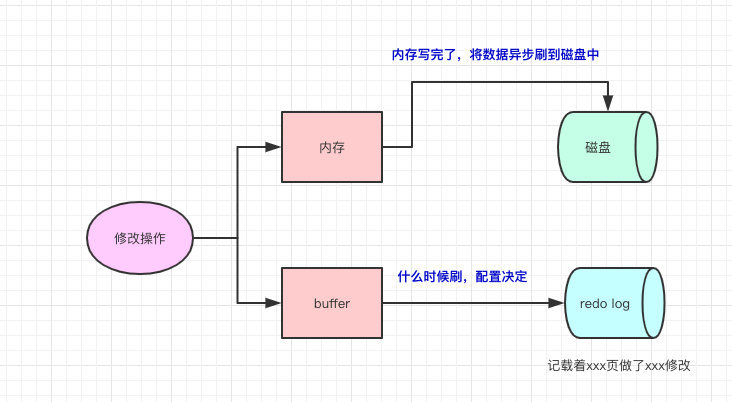 内存写完了，将数据异步刷到磁盘中
内存
磁盘
修改操作
什么时候刷，配置决定
buffer
redo log
记载着xxx页做了xxx修改